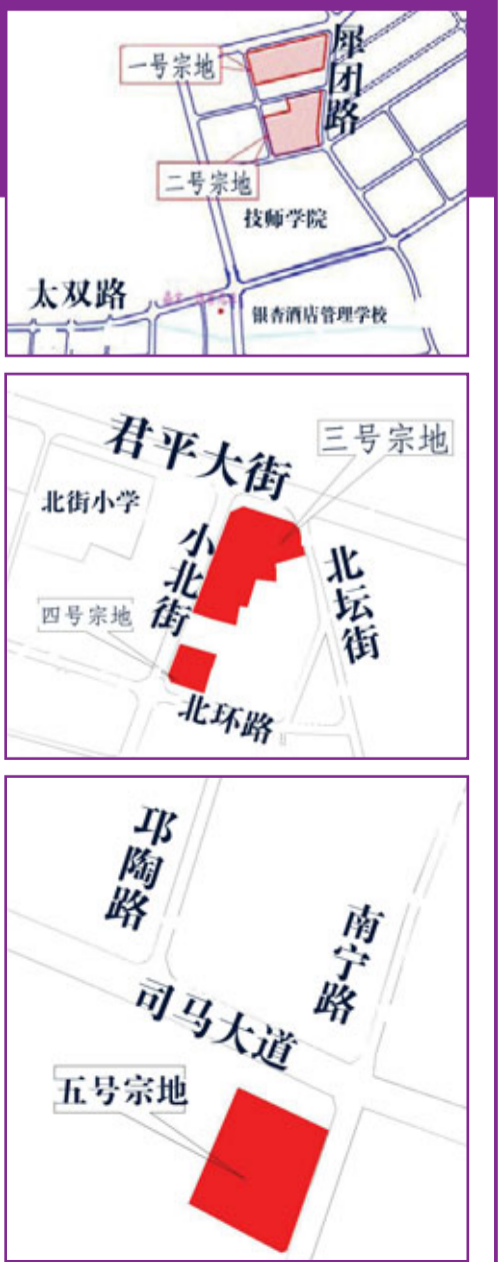 一号宗地
犀团路
二号宗地
技师学院
太双路
银杏酒店管理学校
君平大街
三号宗地
北街小学
小北街
北坛街
四号宗地
北环路
邛陶路
南宁路
司马大道
五号宗地